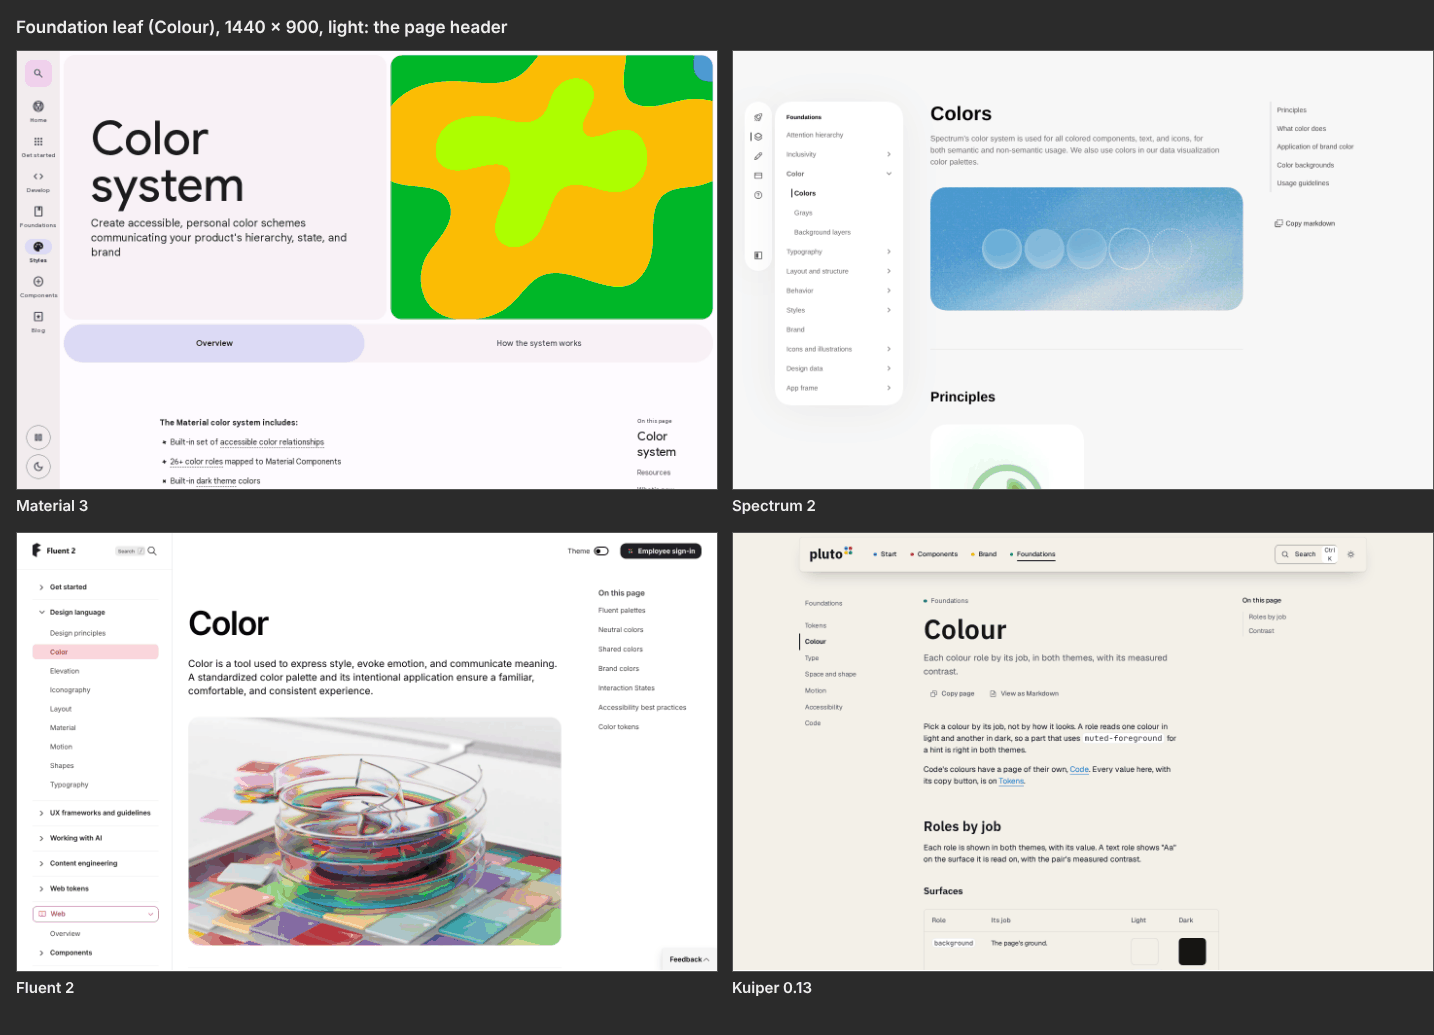 Foundation leaf (Colour), 1440 × 900, light: the page header
Home
Get started
Develop
Foundations
Styles
Components
Blog
Color
system
Create accessible, personal color schemes
communicating your product's hierarchy, state, and
brand
Overview
How the system works
The Material color system includes:
Built-in set of accessible color relationships
26+ color roles mapped to Material Components
Built-in dark theme colors
On this page
Color
system
Resources
What's new
Material 3
Foundations
Attention hierarchy
Inclusivity
Color
Colors
Grays
Background layers
Typography
Layout and structure
Behavior
Styles
Brand
Icons and illustrations
Design data
App frame
Colors
Spectrum's color system is used for all colored components, text, and icons, for
both semantic and non-semantic usage. We also use colors in our data visualization
color palettes.
Principles
Principles
What color does
Application of brand color
Color backgrounds
Usage guidelines
Copy markdown
Spectrum 2
Fluent 2
Search /
Get started
Design language
Design principles
Color
Elevation
Iconography
Layout
Material
Motion
Shapes
Typography
UX frameworks and guidelines
Working with AI
Content engineering
Web tokens
Web
Overview
Components
Theme
Employee sign-in
Color
Color is a tool used to express style, evoke emotion, and communicate meaning.
A standardized color palette and its intentional application ensure a familiar,
comfortable, and consistent experience.
On this page
Fluent palettes
Neutral colors
Shared colors
Brand colors
Interaction States
Accessibility best practices
Color tokens
Feedback
Fluent 2
pluto
Start
Components
Brand
Foundations
Search
Ctrl
K
Foundations
Tokens
Colour
Type
Space and shape
Motion
Accessibility
Code
Foundations
Colour
Each colour role by its job, in both themes, with its measured
contrast.
Copy page
View as Markdown
Pick a colour by its job, not by how it looks. A role reads one colour in
light and another in dark, so a part that uses muted-foreground for
a hint is right in both themes.
Code's colours have a page of their own, Code. Every value here, with
its copy button, is on Tokens.
Roles by job
Each role is shown in both themes, with its value. A text role shows "Aa"
on the surface it is read on, with the pair's measured contrast.
Surfaces
Role
Its job
Light
Dark
background
The page's ground.
On this page
Roles by job
Contrast
Kuiper 0.13